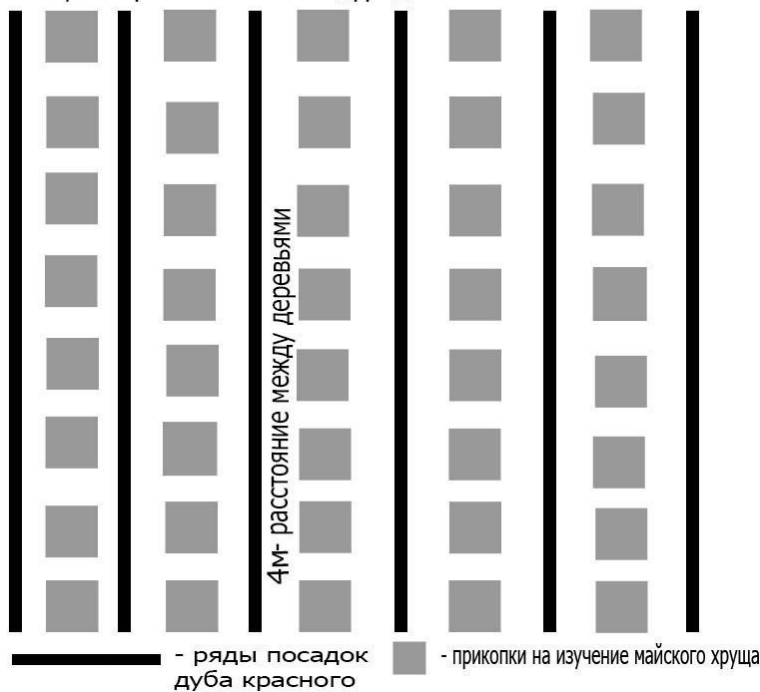 4м- расстояние между деревьями
- ряды посадок
дуба красного
- прикопки на изучение майского хруща